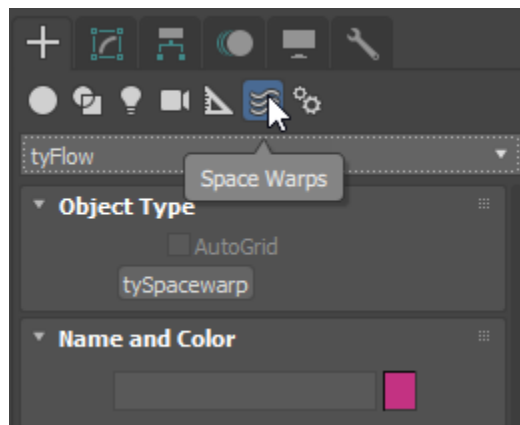 tyFlow
Space Warps
Object Type
AutoGrid
tySpacewarp
Name and Color